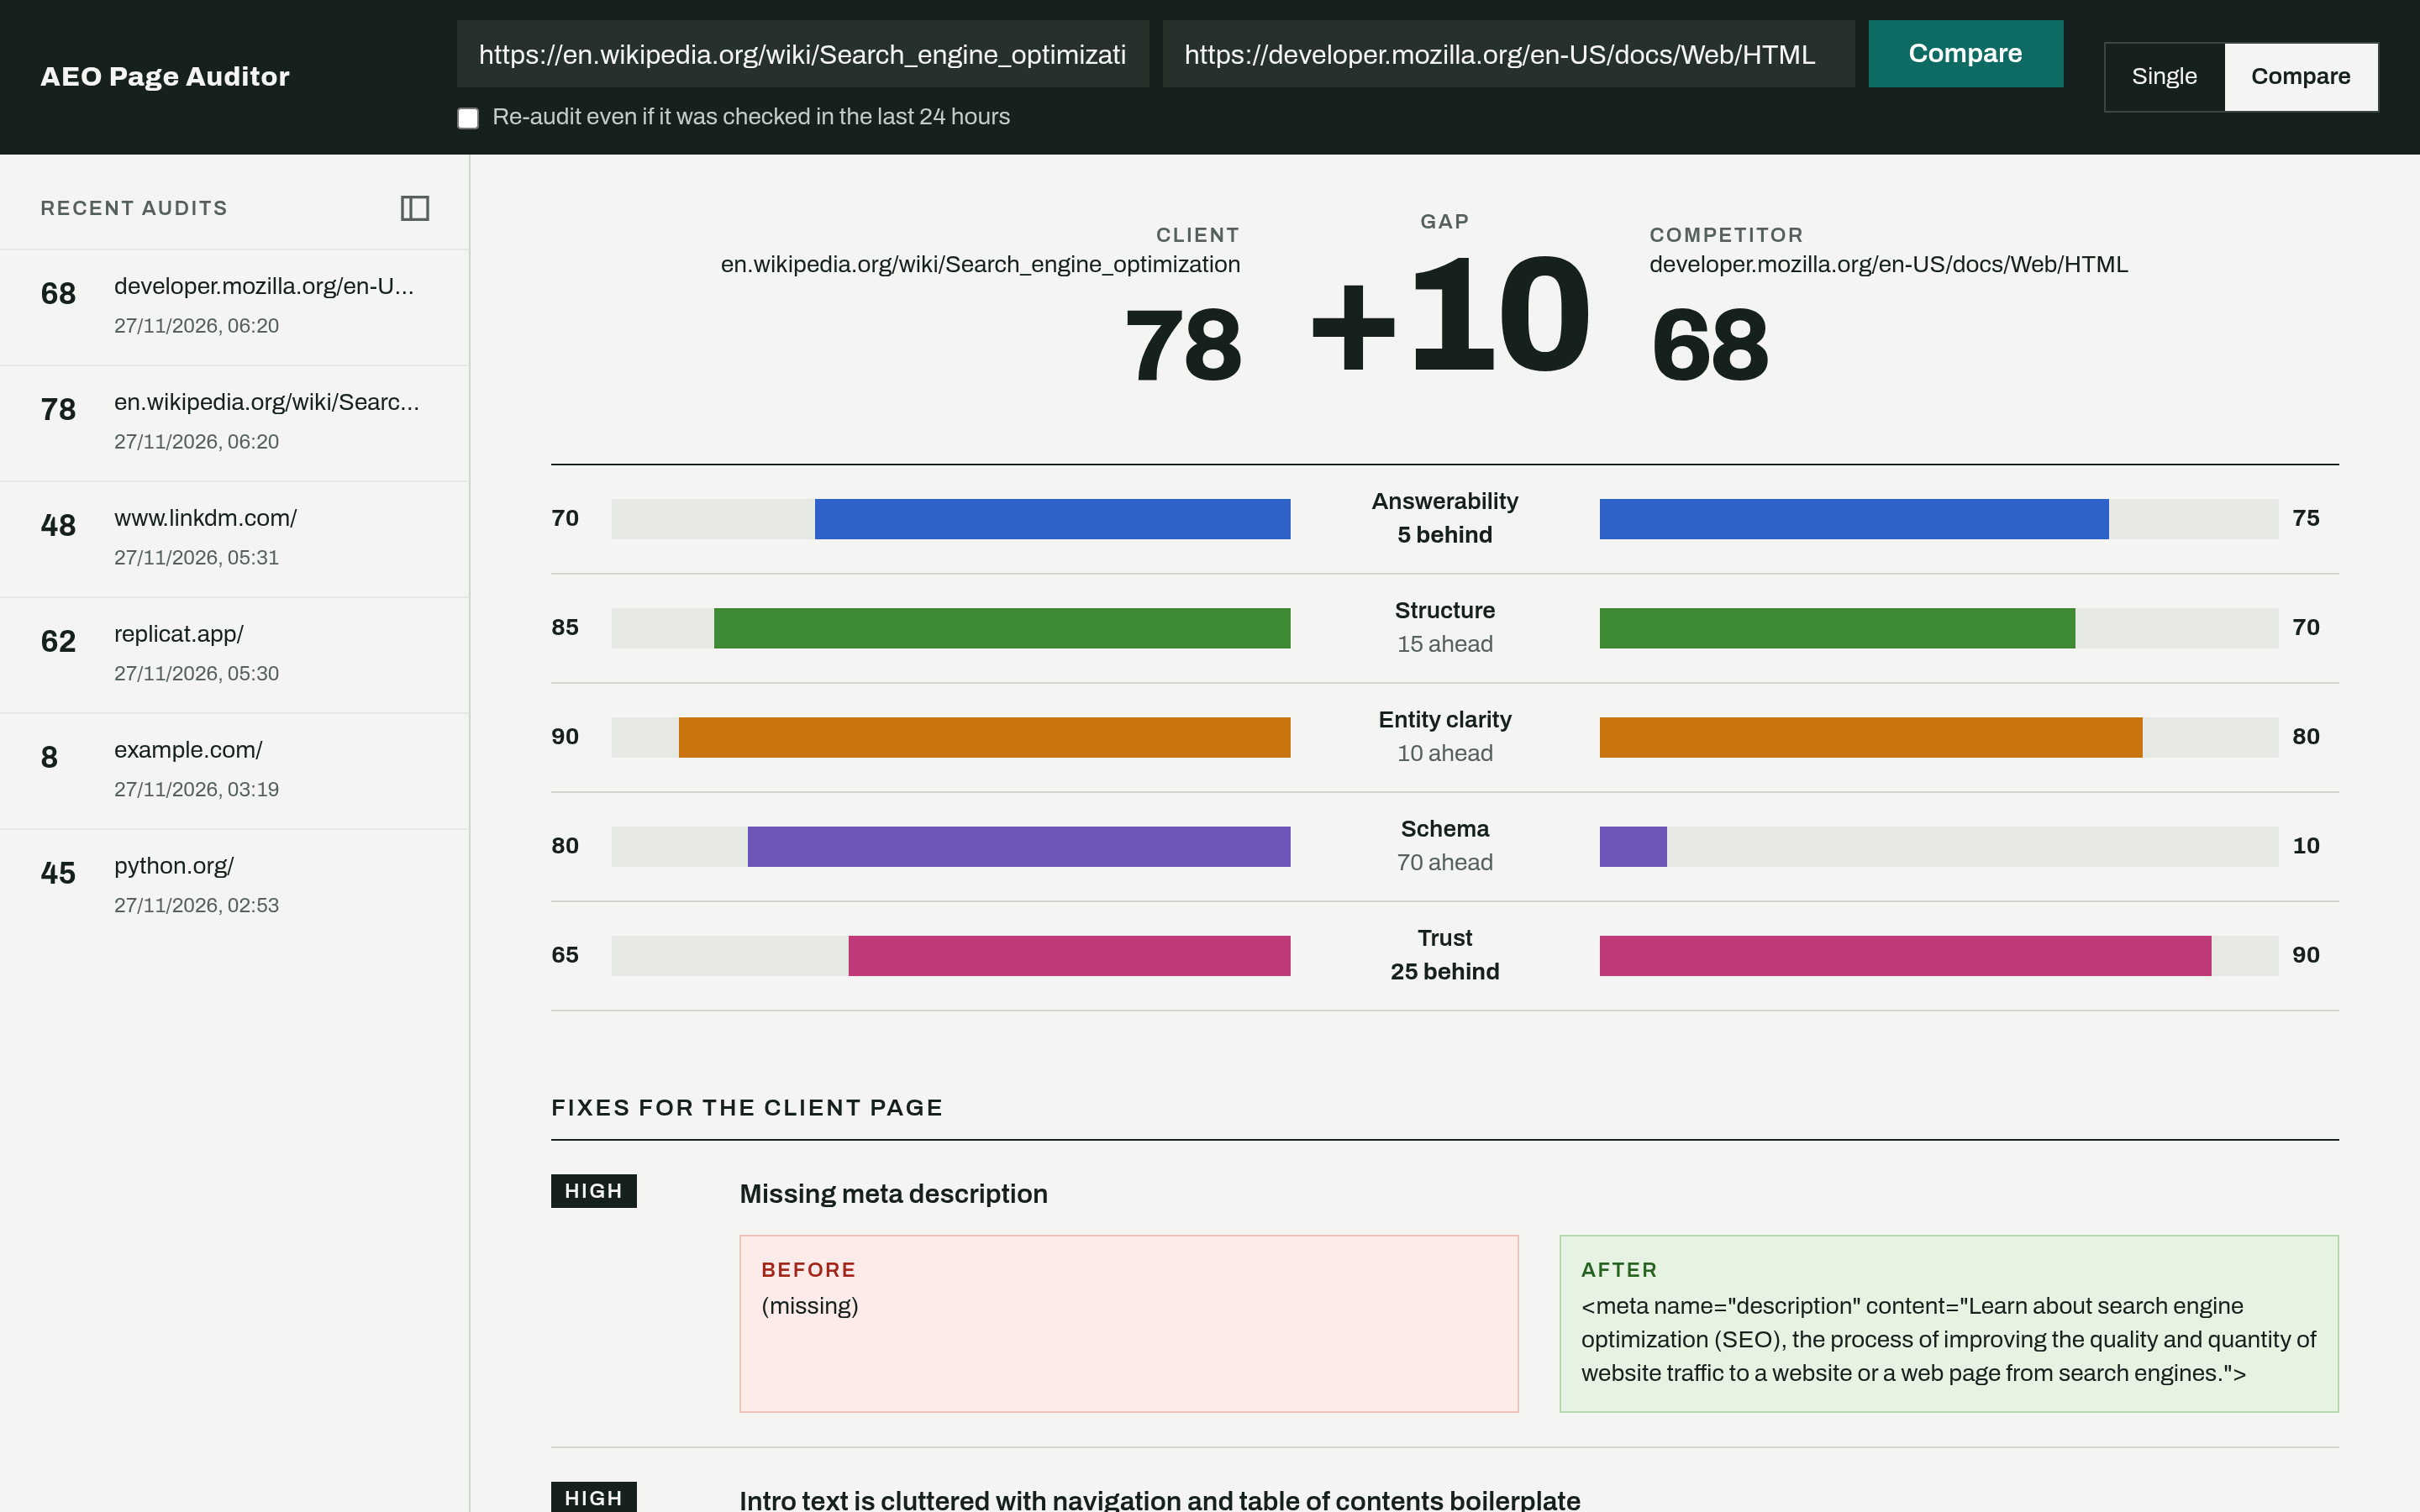 AEO Page Auditor
https://en.wikipedia.org/wiki/Search_engine_optimizati
https://developer.mozilla.org/en-US/docs/Web/HTML
Compare
Re-audit even if it was checked in the last 24 hours
Single
Compare
RECENT AUDITS
68
developer.mozilla.org/en-U...
27/11/2026, 06:20
78
en.wikipedia.org/wiki/Searc...
27/11/2026, 06:20
48
www.linkdm.com/
27/11/2026, 05:31
62
replicat.app/
27/11/2026, 05:30
8
example.com/
27/11/2026, 03:19
45
python.org/
27/11/2026, 02:53
CLIENT
en.wikipedia.org/wiki/Search_engine_optimization
78
GAP
+10
COMPETITOR
developer.mozilla.org/en-US/docs/Web/HTML
68
70
Answerability
5 behind
75
85
Structure
15 ahead
70
90
Entity clarity
10 ahead
80
80
Schema
70 ahead
10
65
Trust
25 behind
90
FIXES FOR THE CLIENT PAGE
HIGH
Missing meta description
BEFORE
(missing)
AFTER
<meta name="description" content="Learn about search engine
optimization (SEO), the process of improving the quality and quantity of
website traffic to a website or a web page from search engines.">
HIGH
Intro text is cluttered with navigation and table of contents boilerplate